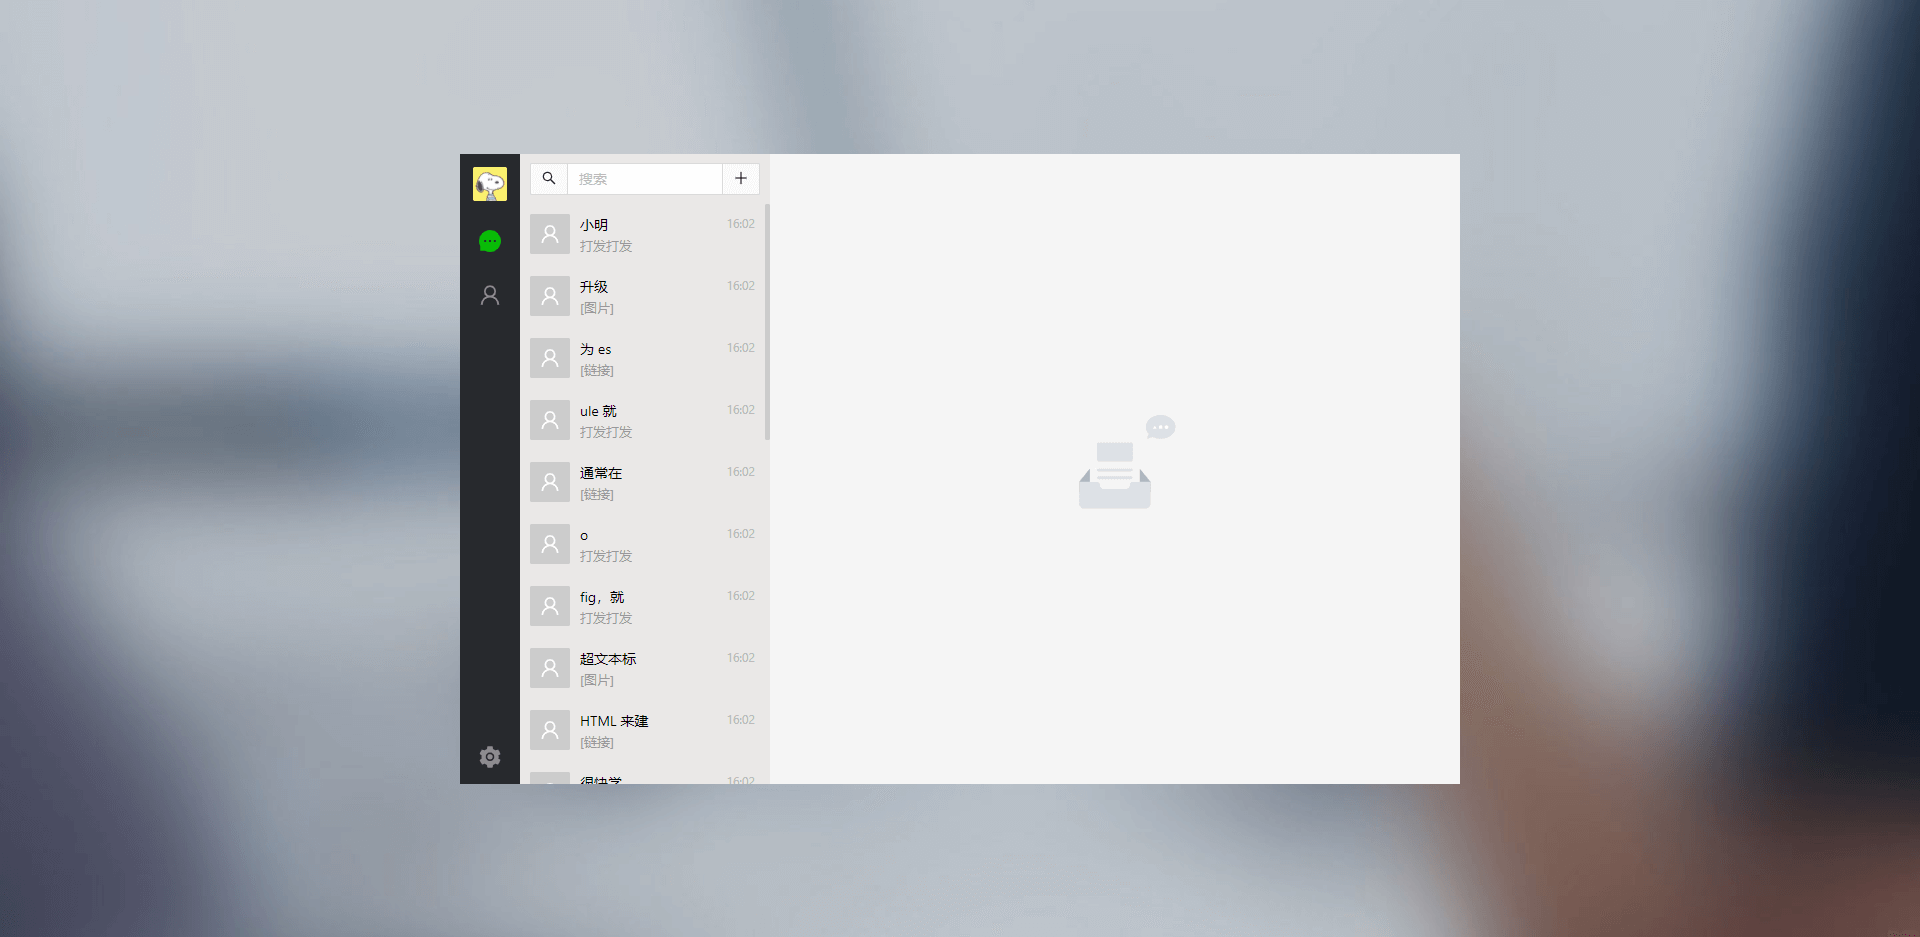 搜索
小明 16:02
打发打发
升级 16:02
[图片]
为 es 16:02
[链接]
ule 就 16:02
打发打发
通常在 16:02
[链接]
o 16:02
打发打发
fig，就 16:02
打发打发
超文本标 16:02
[图片]
HTML 来建 16:02
[链接]
很快学 16:02